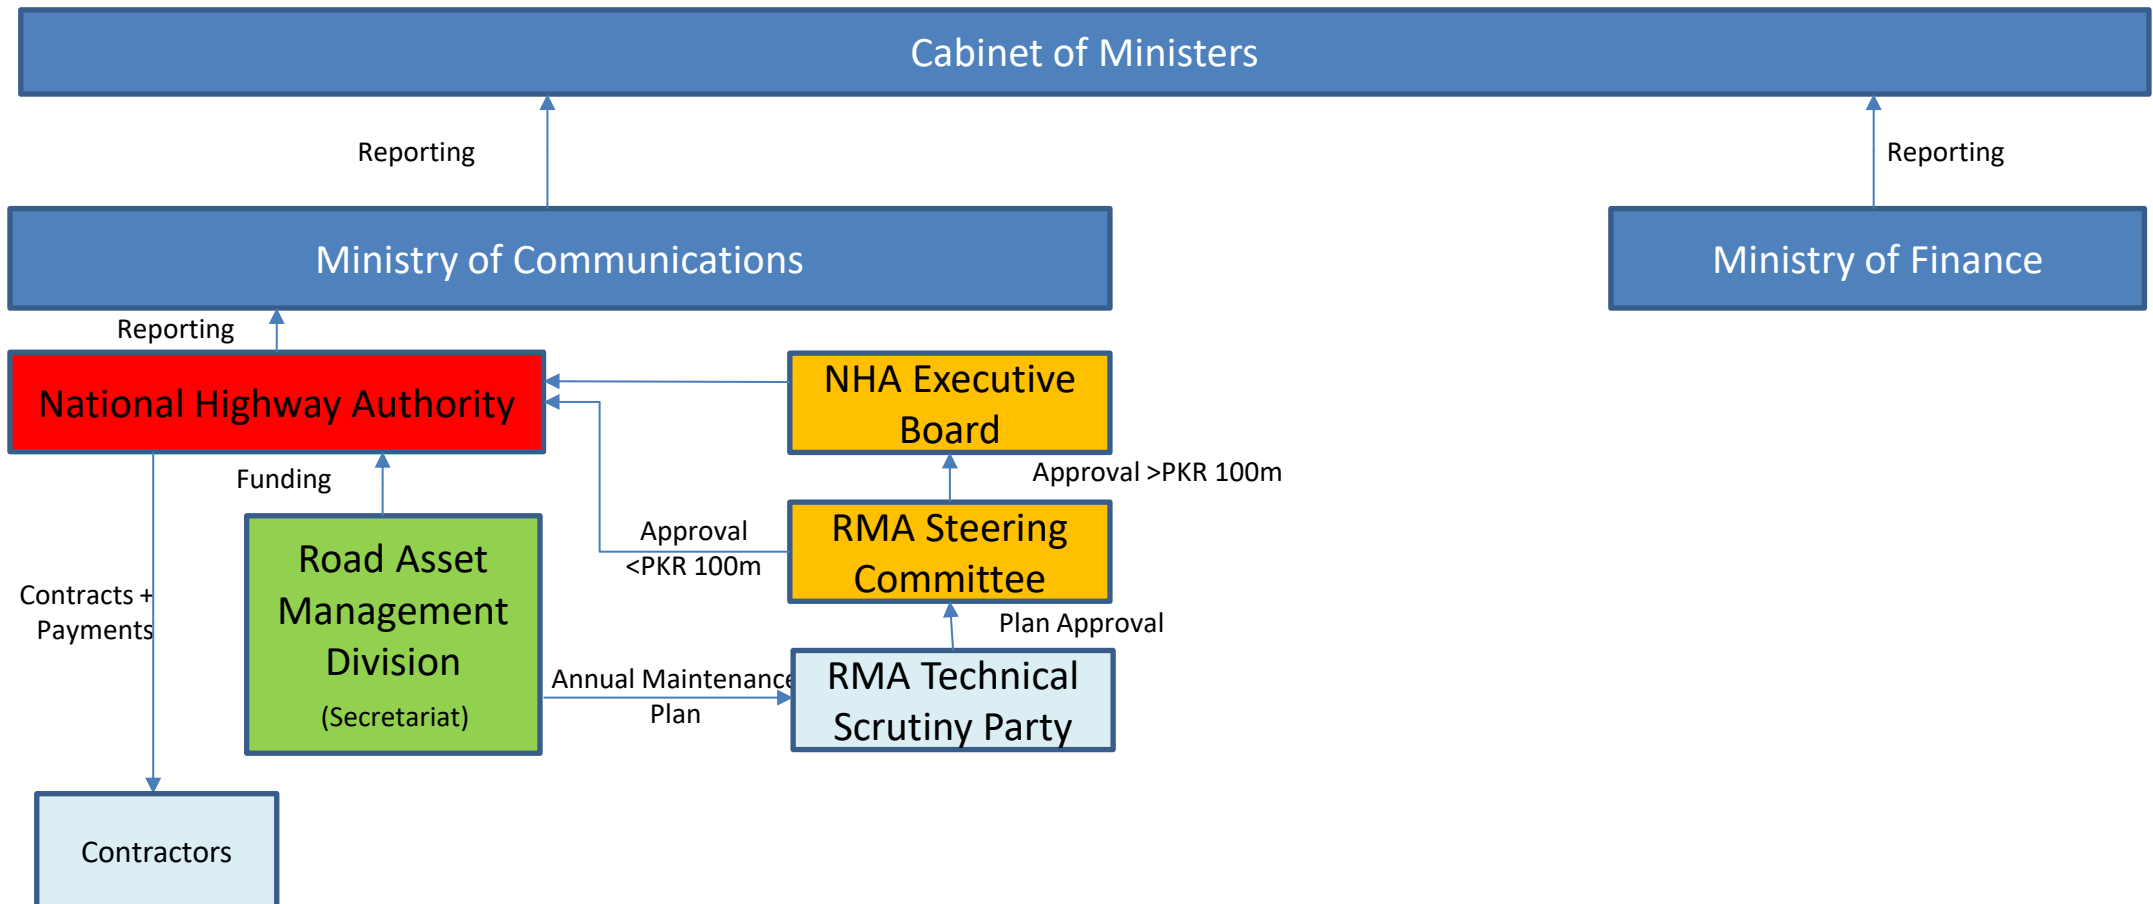 Cabinet of Ministers
Reporting
Reporting
Ministry of Communications
Ministry of Finance
Reporting
National Highway Authority
NHA Executive
Board
Funding
Approval >PKR 100m
Approval
<PKR 100m
RMA Steering
Committee
Road Asset
Management
Division
(Secretariat)
Contracts +
Payments
Plan Approval
Annual Maintenance
Plan
RMA Technical
Scrutiny Party
Contractors